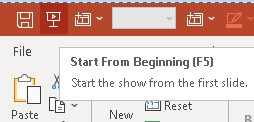 File
Start From Beginning (F5)
Start the show from the first slide.
Paste
New
Reset
B